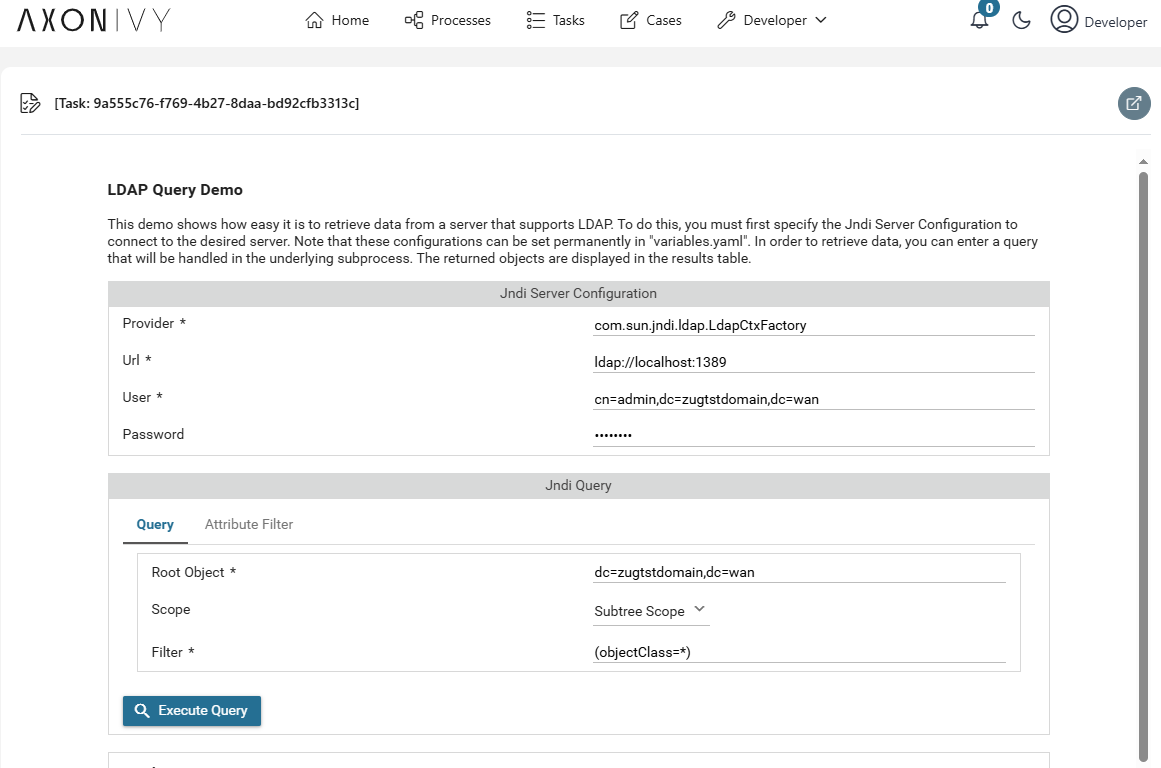 AXONIVY
Home
Processes
Tasks
Cases
Developer
0
Developer
[Task: 9a555c76-f769-4b27-8daa-bd92cfb3313c]
LDAP Query Demo
This demo shows how easy it is to retrieve data from a server that supports LDAP. To do this, you must first specify the Jndi Server Configuration to
connect to the desired server. Note that these configurations can be set permanently in "variables.yaml". In order to retrieve data, you can enter a query
that will be handled in the underlying subprocess. The returned objects are displayed in the results table.
Jndi Server Configuration
Provider *
com.sun.jndi.ldap.LdapCtxFactory
Url *
ldap://localhost:1389
User *
cn=admin,dc=zugtstdomain,dc=wan
Password
••••••••
Jndi Query
Query
Attribute Filter
Root Object *
dc=zugtstdomain,dc=wan
Scope
Subtree Scope
Filter *
(objectClass=*)
Execute Query